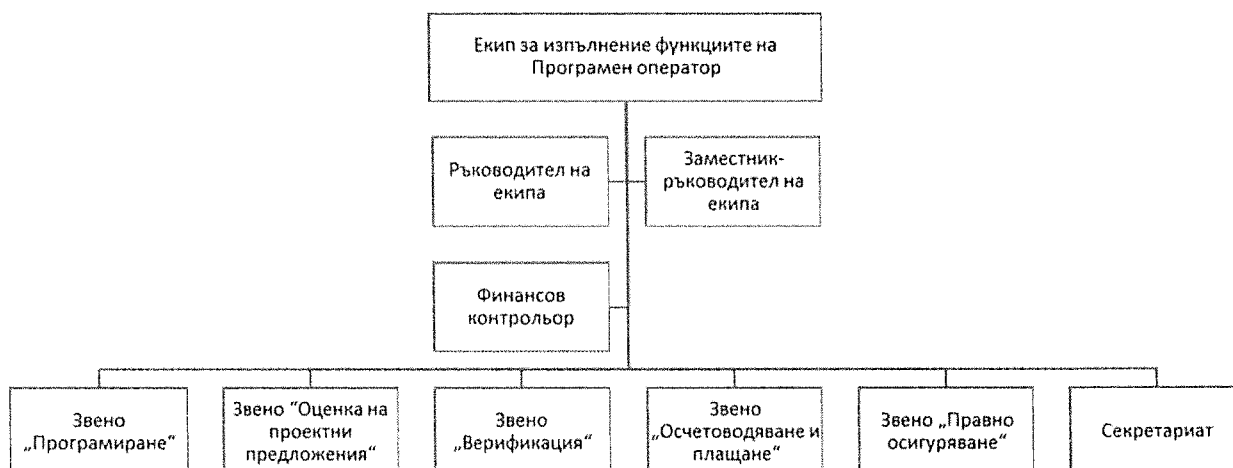 Екип за изпълнение функциите на
Програмен оператор
Ръководител на
екипа
Заместник-
ръководител на
екипа
Финансов
контрольор
Звено
„Програмиране“
Звено “Оценка на
проектни
предложения“
Звено
„Верификация“
Звено
„Осчетоводяване и
плащане“
Звено „Правно
осигуряване“
Секретариат